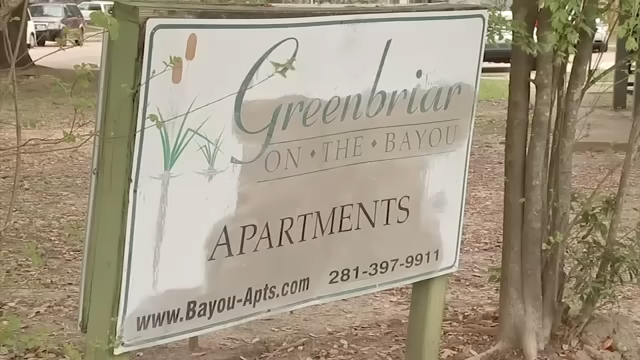 Greenbriar
ON • THE • BAYOU
APARTMENTS
www.Bayou-Apts.com 281-397-9911